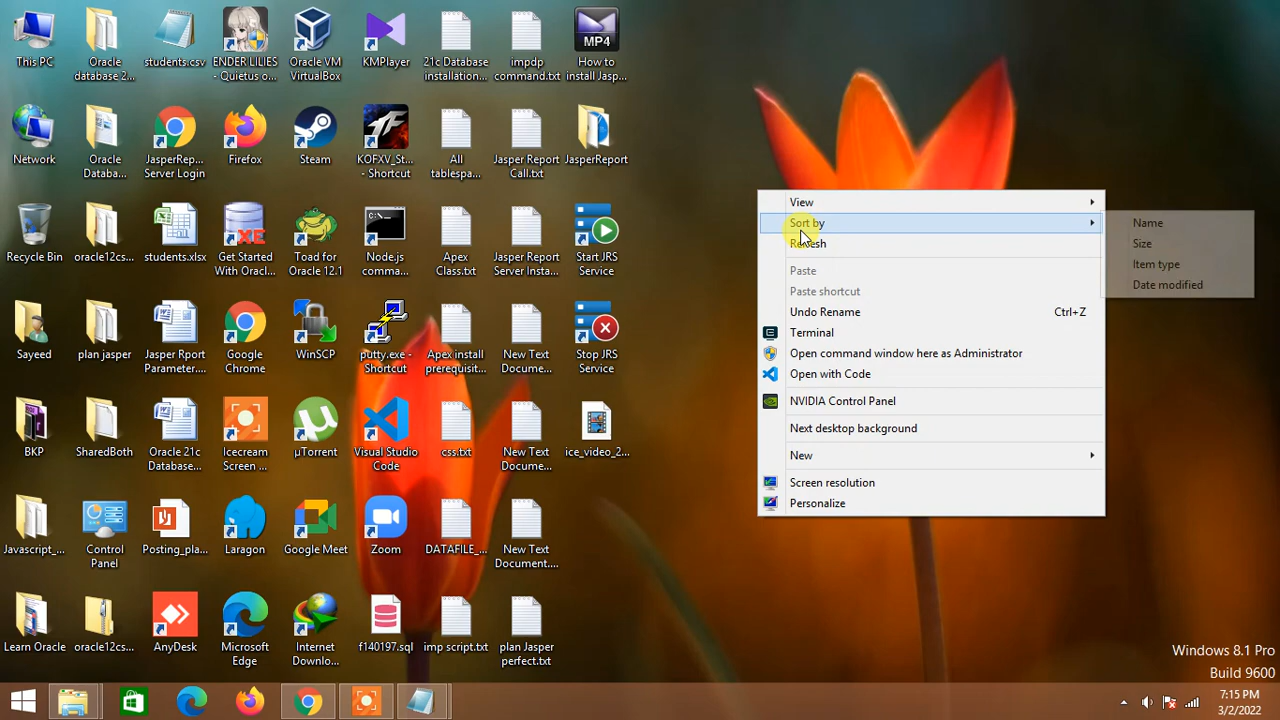 This PC
Oracle
database 2...
students.csv
ENDER LILIES
- Quietus o...
Oracle VM
VirtualBox
KMPlayer
21c Database
installation...
impdp
command.txt
MP4
How to
install Jasp...
Network
Oracle
Databa...
JasperRep...
Server Login
Firefox
Steam
KOFXV_St...
- Shortcut
All
tablespa...
Jasper Report
Call.txt
JasperReport
Recycle Bin
oracle12cs...
students.xlsx
XE
Get Started
With Oracl...
Toad for
Oracle 12.1
Node.js
comma...
Apex
Class.txt
Jasper Report
Server Insta...
Start JRS
Service
Sayeed
plan jasper
Jasper Rport
Parameter....
Google
Chrome
WinSCP
putty.exe -
Shortcut
Apex install
prerequisit...
New Text
Docume...
Stop JRS
Service
BKP
SharedBoth
Oracle 21c
Database...
Icecream
Screen ...
µTorrent
Visual Studio
Code
css.txt
New Text
Docume...
ice_video_2...
Javascript_...
Control
Panel
Posting_pla...
Laragon
Google Meet
Zoom
DATAFILE_...
New Text
Document....
Learn Oracle
oracle12cs...
AnyDesk
Microsoft
Edge
Internet
Downlo...
f140197.sql
imp script.txt
plan Jasper
perfect.txt
View
Sort by
Refresh
Paste
Paste shortcut
Undo Rename Ctrl+Z
Terminal
Open command window here as Administrator
Open with Code
NVIDIA Control Panel
Next desktop background
New
Screen resolution
Personalize
Name
Size
Item type
Date modified
Windows 8.1 Pro
Build 9600
7:15 PM
3/2/2022